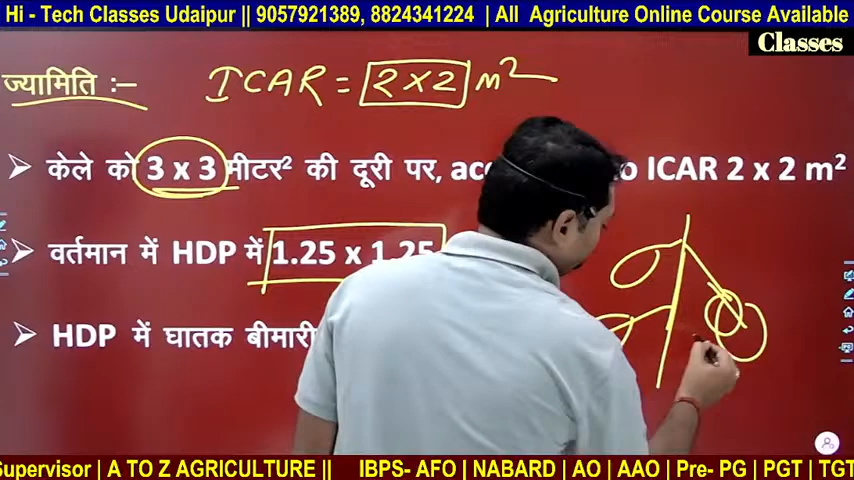 Hi - Tech Classes Udaipur || 9057921389, 8824341224 | All Agriculture Online Course Available
Classes
ज्यामिति :– ICAR = 2x2 m²
➤ केले को 3 x 3 मीटर² की दूरी पर, to ICAR 2 x 2 m²
➤ वर्तमान में HDP में 1.25 x 1.25
➤ HDP में घातक बीमारी
Supervisor | A TO Z AGRICULTURE || IBPS- AFO | NABARD | AO | AAO | Pre- PG | PGT | TGT